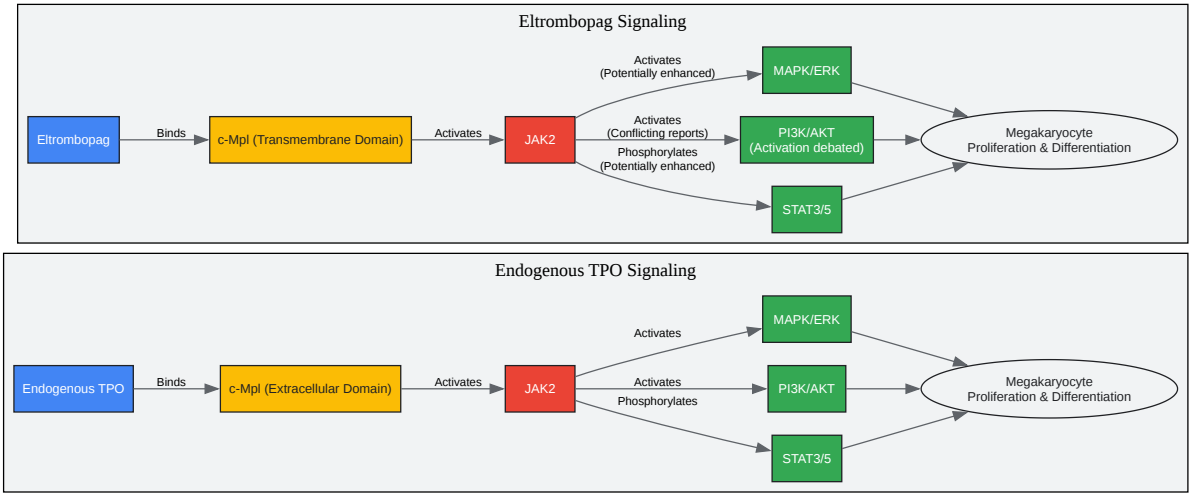 Eltrombopag Signaling
Eltrombopag
Binds
c-Mpl (Transmembrane Domain)
Activates
JAK2
Activates
(Potentially enhanced)
Activates
(Conflicting reports)
Phosphorylates
(Potentially enhanced)
MAPK/ERK
PI3K/AKT
(Activation debated)
STAT3/5
Megakaryocyte
Proliferation & Differentiation
Endogenous TPO Signaling
Endogenous TPO
Binds
c-Mpl (Extracellular Domain)
Activates
JAK2
Activates
Activates
Phosphorylates
MAPK/ERK
PI3K/AKT
STAT3/5
Megakaryocyte
Proliferation & Differentiation